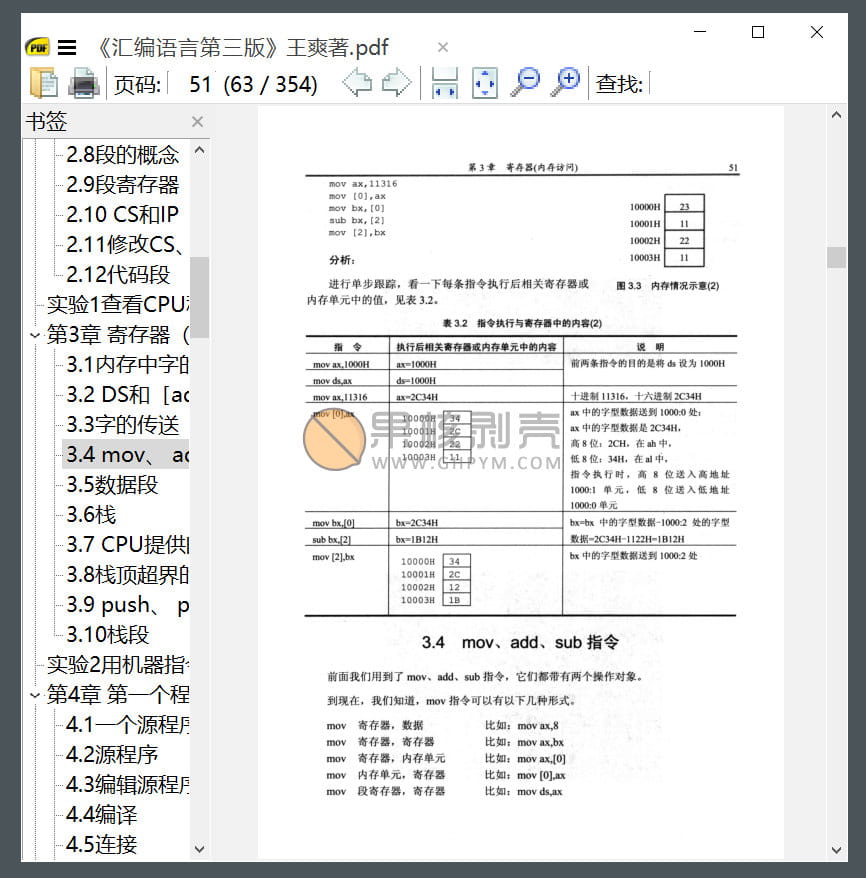 《汇编语言第三版》王爽著.pdf
页码: 51 (63 / 354) 查找:
书签
2.8段的概念
2.9段寄存器
2.10 CS和IP
2.11修改CS、
2.12代码段
实验1查看CPU和
第3章 寄存器（
3.1内存中字的
3.2 DS和［ad
3.3字的传送
3.4 mov、 ad
3.5数据段
3.6栈
3.7 CPU提供的
3.8栈顶超界的
3.9 push、 p
3.10栈段
实验2用机器指令
第4章 第一个程
4.1一个源程序
4.2源程序
4.3编辑源程序
4.4编译
4.5连接
第 3 章 寄存器(内存访问) 51
mov ax,11316
mov [0],ax
mov bx,[0]
sub bx,[2]
mov [2],bx
10000H 23
10001H 11
10002H 22
10003H 11
图 3.3 内存情况示意(2)
分析：
进行单步跟踪，看一下每条指令执行后相关寄存器或
内存单元中的值，见表 3.2。
表 3.2 指令执行与寄存器中的内容(2)
指 令 执行后相关寄存器或内存单元中的内容 说 明
mov ax,1000H ax=1000H 前两条指令的目的是将 ds 设为 1000H
mov ds,ax ds=1000H
mov ax,11316 ax=2C34H 十进制 11316，十六进制 2C34H
mov [0],ax
10000H 34
10001H 2C
10002H 22
10003H 11
ax 中的字型数据送到 1000:0 处：
ax 中的字型数据是 2C34H，
高 8 位：2CH，在 ah 中，
低 8 位：34H，在 al 中，
指令执行时，高 8 位送入高地址
1000:1 单元，低 8 位送入低地址
1000:0 单元
果核剥壳
WWW.GHPYM.COM
mov bx,[0] bx=2C34H bx=bx 中的字型数据-1000:2 处的字型
sub bx,[2] bx=1B12H 数据=2C34H-1122H=1B12H
mov [2],bx
10000H 34
10001H 2C
10002H 12
10003H 1B
bx 中的字型数据送到 1000:2 处
3.4 mov、add、sub 指令
前面我们用到了 mov、add、sub 指令，它们都带有两个操作对象。
到现在，我们知道，mov 指令可以有以下几种形式。
mov 寄存器，数据 比如：mov ax,8
mov 寄存器，寄存器 比如：mov ax,bx
mov 寄存器，内存单元 比如：mov ax,[0]
mov 内存单元，寄存器 比如：mov [0],ax
mov 段寄存器，寄存器 比如：mov ds,ax